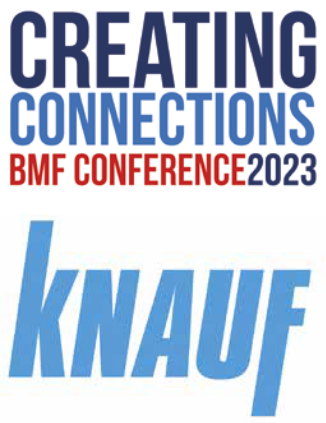 CREATING
CONNECTIONS
BMF CONFERENCE2023
KNAUF